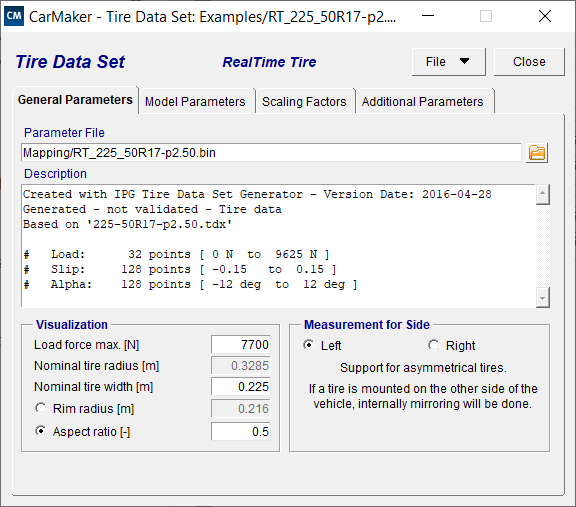 CM CarMaker - Tire Data Set: Examples/RT_225_50R17-p2....
Tire Data Set RealTime Tire File Close
General Parameters Model Parameters Scaling Factors Additional Parameters
Parameter File
Mapping/RT_225_50R17-p2.50.bin
Description
Created with IPG Tire Data Set Generator - Version Date: 2016-04-28
Generated - not validated - Tire data
Based on '225-50R17-p2.50.tdx'
# Load: 32 points [ 0 N to 9625 N ]
# Slip: 128 points [ -0.15 to 0.15 ]
# Alpha: 128 points [ -12 deg to 12 deg ]
Visualization
Load force max. [N] 7700
Nominal tire radius [m] 0.3285
Nominal tire width [m] 0.225
Rim radius [m] 0.216
Aspect ratio [-] 0.5
Measurement for Side
Left Right
Support for asymmetrical tires.
If a tire is mounted on the other side of the
vehicle, internally mirroring will be done.